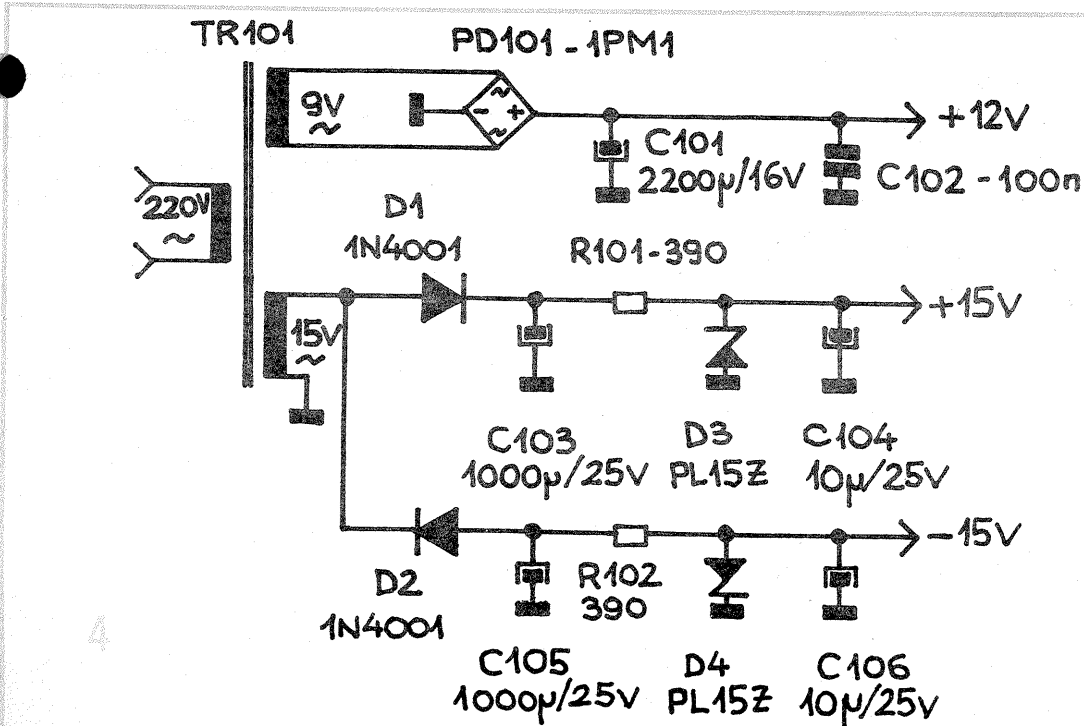 TR101
PD101-1PM1
9V
~
~
-
+
~
+12V
C101
2200µ/16V
C102-100n
220V
~
D1
1N4001
R101-390
+15V
15V
~
C103
1000µ/25V
D3
PL15Z
C104
10µ/25V
-15V
D2
1N4001
R102
390
C105
1000µ/25V
D4
PL15Z
C106
10µ/25V
4